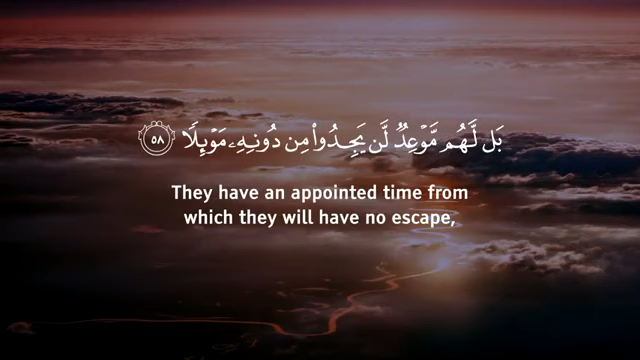 بَل لَّهُم مَّوْعِدٌ لَّن يَجِدُوا۟ مِن دُونِهِۦ مَوْئِلًا ٥٨
They have an appointed time from
which they will have no escape,